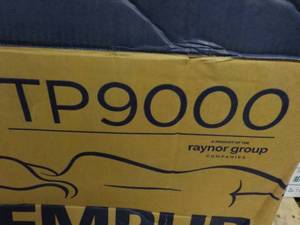 TP9000
A PRODUCT OF THE
raynor group
COMPANIES